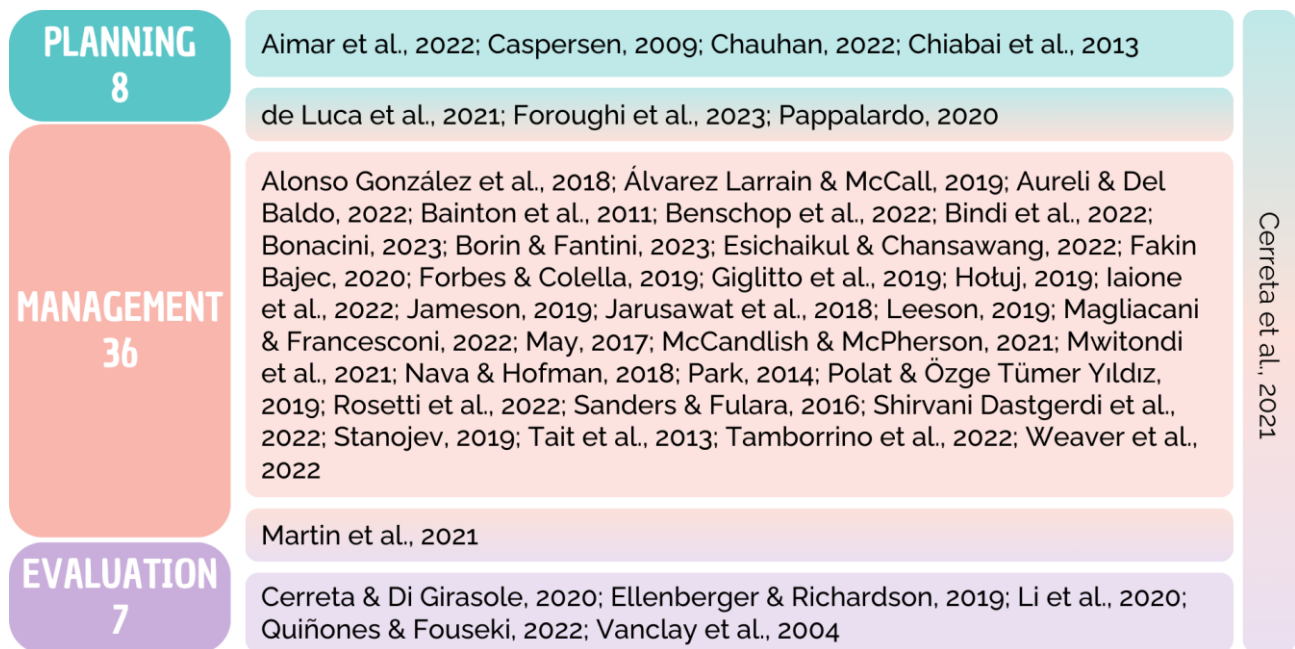 PLANNING
8
Aimar et al., 2022; Caspersen, 2009; Chauhan, 2022; Chiabai et al., 2013
de Luca et al., 2021; Foroughi et al., 2023; Pappalardo, 2020
MANAGEMENT
36
Alonso González et al., 2018; Álvarez Larrain & McCall, 2019; Aureli & Del
Baldo, 2022; Bainton et al., 2011; Benschop et al., 2022; Bindi et al., 2022;
Bonacini, 2023; Borin & Fantini, 2023; Esichaikul & Chansawang, 2022; Fakin
Bajec, 2020; Forbes & Colella, 2019; Giglitto et al., 2019; Hołuj, 2019; Iaione
et al., 2022; Jameson, 2019; Jarusawat et al., 2018; Leeson, 2019; Magliacani
& Francesconi, 2022; May, 2017; McCandlish & McPherson, 2021; Mwitondi
et al., 2021; Nava & Hofman, 2018; Park, 2014; Polat & Özge Tümer Yıldız,
2019; Rosetti et al., 2022; Sanders & Fulara, 2016; Shirvani Dastgerdi et al.,
2022; Stanojev, 2019; Tait et al., 2013; Tamborrino et al., 2022; Weaver et al.,
2022
Martin et al., 2021
EVALUATION
7
Cerreta & Di Girasole, 2020; Ellenberger & Richardson, 2019; Li et al., 2020;
Quiñones & Fouseki, 2022; Vanclay et al., 2004
Cerreta et al., 2021